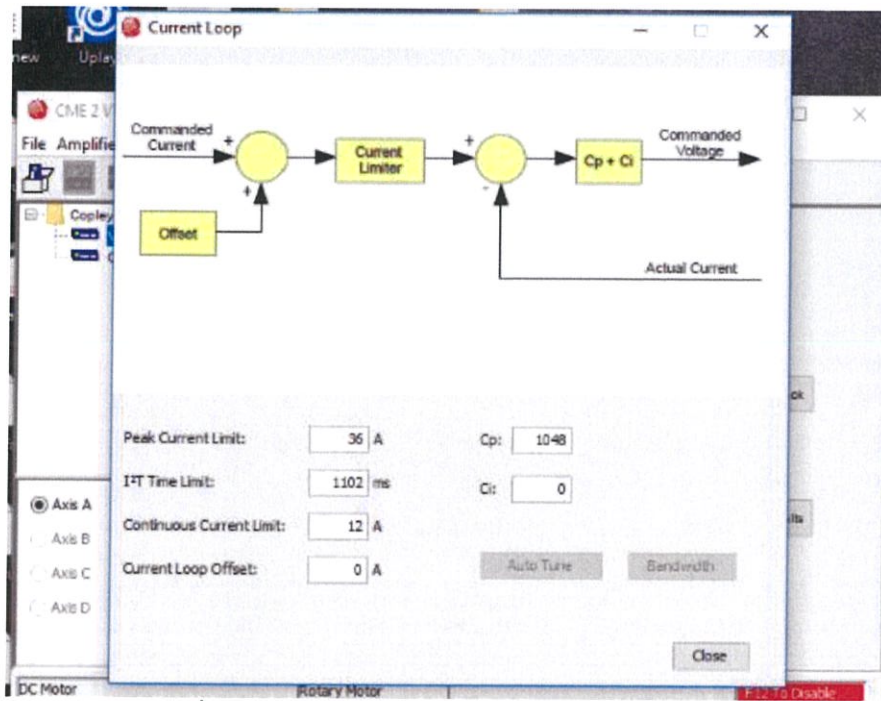 Current Loop
CME 2 V
File Amplifie
Copley
Commanded Current
Offset
Current Limiter
Cp + Ci
Commanded Voltage
Actual Current
Peak Current Limit: 36 A
I²T Time Limit: 1102 ms
Continuous Current Limit: 12 A
Current Loop Offset: 0 A
Cp: 1048
Ci: 0
Auto Tune
Bandwidth
Close
Axis A
Axis B
Axis C
Axis D
DC Motor
Rotary Motor
F12 To Disable